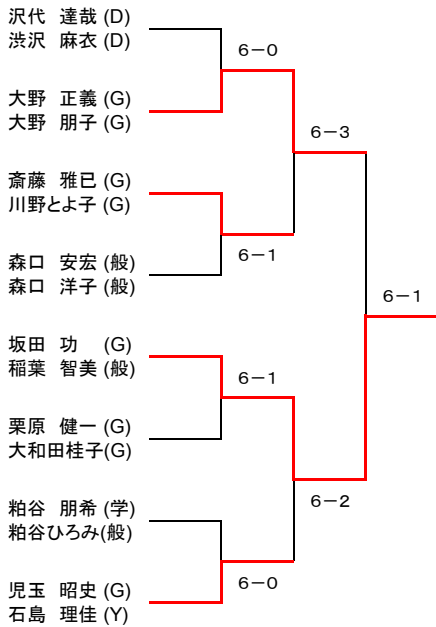 沢代　達哉 (D)
渋沢　麻衣 (D)
6－0
大野　正義 (G)
大野　朋子 (G)
6－3
斎藤　雅已 (G)
川野とよ子 (G)
6－1
森口　安宏 (般)
森口　洋子 (般)
6－1
坂田　功　 (G)
稲葉　智美 (般)
6－1
栗原　健一 (G)
大和田桂子(G)
6－2
粕谷　朋希 (学)
粕谷ひろみ(般)
6－0
児玉　昭史 (G)
石島　理佳 (Y)